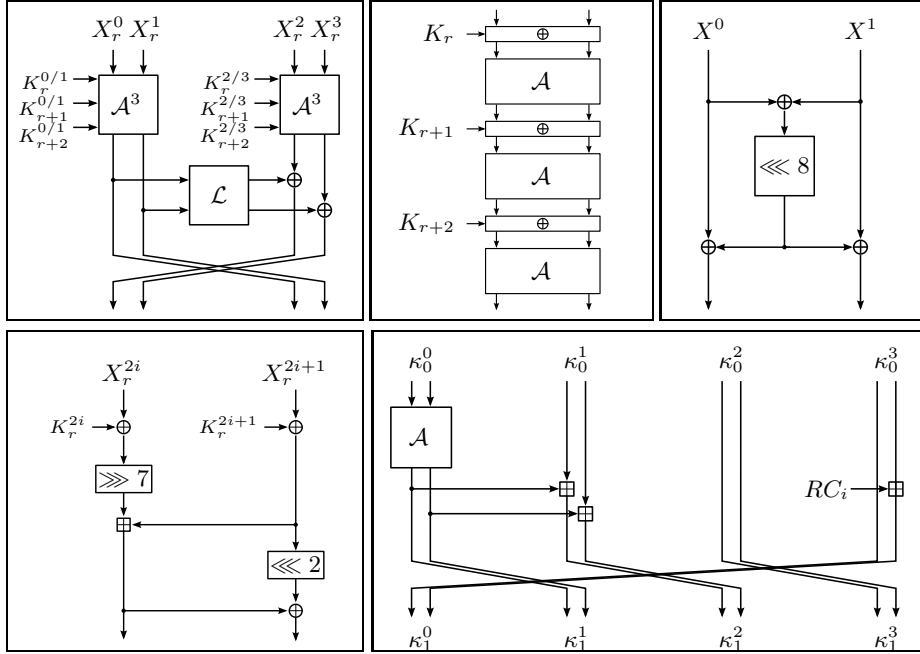 X_r^0 X_r^1 X_r^2 X_r^3
K_r^{0/1} K_r^{2/3}
K_{r+1}^{0/1} 𝒜^3 K_{r+1}^{2/3} 𝒜^3
K_{r+2}^{0/1} K_{r+2}^{2/3}
ℒ
K_r
𝒜
K_{r+1}
𝒜
K_{r+2}
𝒜
X^0 X^1
⋘ 8
X_r^{2i} X_r^{2i+1}
K_r^{2i} K_r^{2i+1}
⋙ 7
⋘ 2
κ_0^0 κ_0^1 κ_0^2 κ_0^3
𝒜
RC_i
κ_1^0 κ_1^1 κ_1^2 κ_1^3